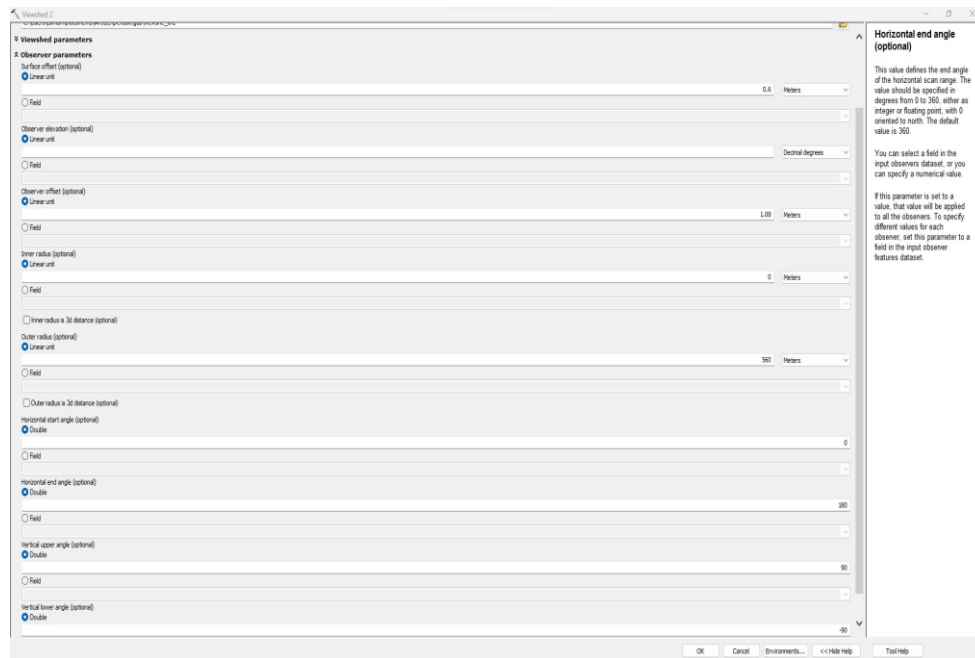 Viewshed 2
Viewshed parameters
Observer parameters
Surface offset (optional)
Linear unit
0.6 Meters
Field
Observer elevation (optional)
Linear unit
Decimal degrees
Field
Observer offset (optional)
Linear unit
1.08 Meters
Field
Inner radius (optional)
Linear unit
0 Meters
Field
Inner radius is 3d distance (optional)
Outer radius (optional)
Linear unit
560 Meters
Field
Outer radius is 3d distance (optional)
Horizontal start angle (optional)
Double
0
Field
Horizontal end angle (optional)
Double
180
Field
Vertical upper angle (optional)
Double
90
Field
Vertical lower angle (optional)
Double
-90
OK Cancel Environments... << Hide Help Tool Help
Horizontal end angle
(optional)
This value defines the end angle
of the horizontal scan range. The
value should be specified in
degrees from 0 to 360, either as
integer or floating point, with 0
oriented to north. The default
value is 360.
You can select a field in the
input observers dataset, or you
can specify a numerical value.
If this parameter is set to a
value, that value will be applied
to all the observers. To specify
different values for each
observer, set this parameter to a
field in the input observer
features dataset.